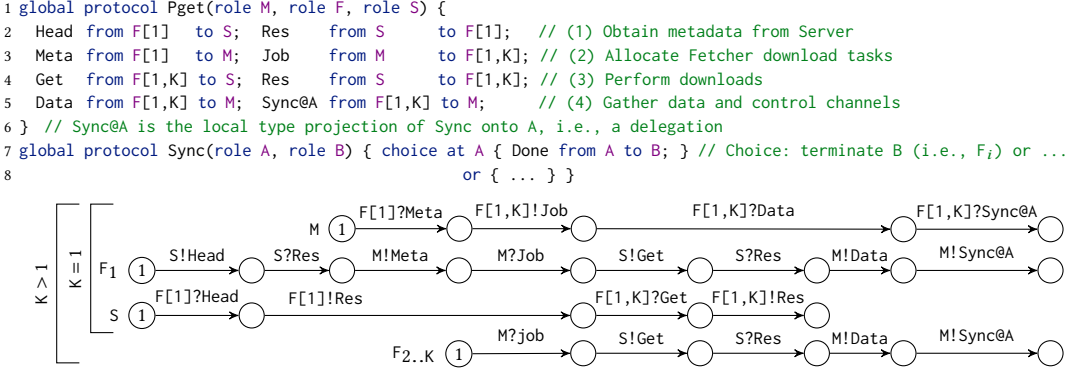 1 global protocol Pget(role M, role F, role S) {
2 Head from F[1] to S; Res from S to F[1]; // (1) Obtain metadata from Server
3 Meta from F[1] to M; Job from M to F[1,K]; // (2) Allocate Fetcher download tasks
4 Get from F[1,K] to S; Res from S to F[1,K]; // (3) Perform downloads
5 Data from F[1,K] to M; Sync@A from F[1,K] to M; // (4) Gather data and control channels
6 } // Sync@A is the local type projection of Sync onto A, i.e., a delegation
7 global protocol Sync(role A, role B) { choice at A { Done from A to B; } // Choice: terminate B (i.e., Fᵢ) or ...
8 or { ... } }
K > 1
K = 1
M 1 F[1]?Meta F[1,K]!Job F[1,K]?Data F[1,K]?Sync@A
F₁ 1 S!Head S?Res M!Meta M?Job S!Get S?Res M!Data M!Sync@A
S 1 F[1]?Head F[1]!Res F[1,K]?Get F[1,K]!Res
F₂..K 1 M?job S!Get S?Res M!Data M!Sync@A